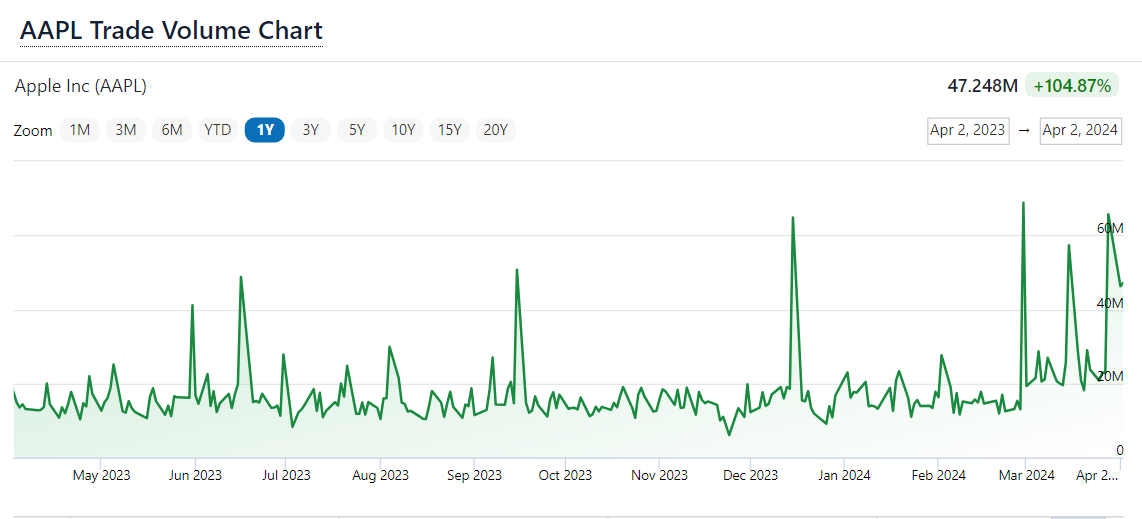 AAPL Trade Volume Chart
Apple Inc (AAPL)
47.248M +104.87%
Zoom 1M 3M 6M YTD 1Y 3Y 5Y 10Y 15Y 20Y
Apr 2, 2023 → Apr 2, 2024
60M
40M
20M
0
May 2023 Jun 2023 Jul 2023 Aug 2023 Sep 2023 Oct 2023 Nov 2023 Dec 2023 Jan 2024 Feb 2024 Mar 2024 Apr 2...